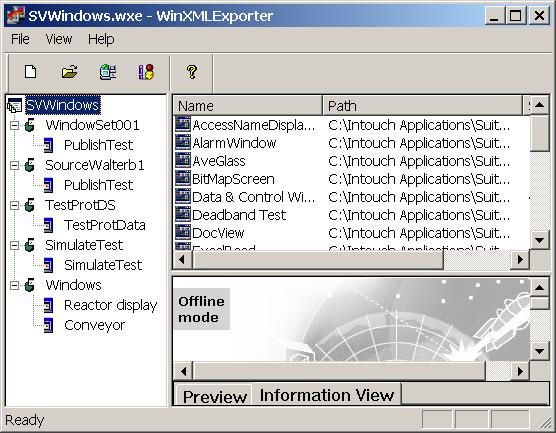 SVWindows.wxe - WinXMLExporter
File View Help
SVWindows
WindowSet001
PublishTest
SourceWalterb1
PublishTest
TestProtDS
TestProtData
SimulateTest
SimulateTest
Windows
Reactor display
Conveyor
Name Path
AccessNameDispla... C:\Intouch Applications\Suit...
AlarmWindow C:\Intouch Applications\Suit...
AveGlass C:\Intouch Applications\Suit...
BitMapScreen C:\Intouch Applications\Suit...
Data & Control Wi... C:\Intouch Applications\Suit...
Deadband Test C:\Intouch Applications\Suit...
DocView C:\Intouch Applications\Suit...
C:\Intouch Applications\Suit...
Offline
mode
Preview Information View
Ready